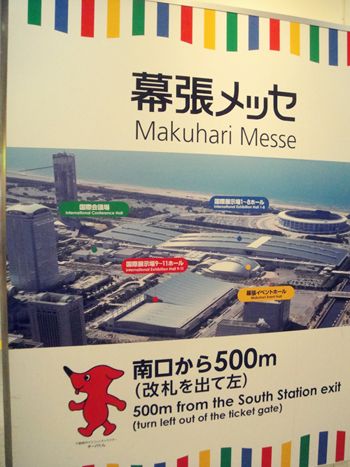 幕張メッセ
Makuhari Messe
国際会議場
International Conference Hall
国際展示場1-8ホール
International Exhibition Hall 1-8
国際展示場9-11ホール
International Exhibition Hall 9-11
幕張イベントホール
Makuhari Event Hall
南口から500m
(改札を出て左)
500m from the South Station exit
(turn left out of the ticket gate)